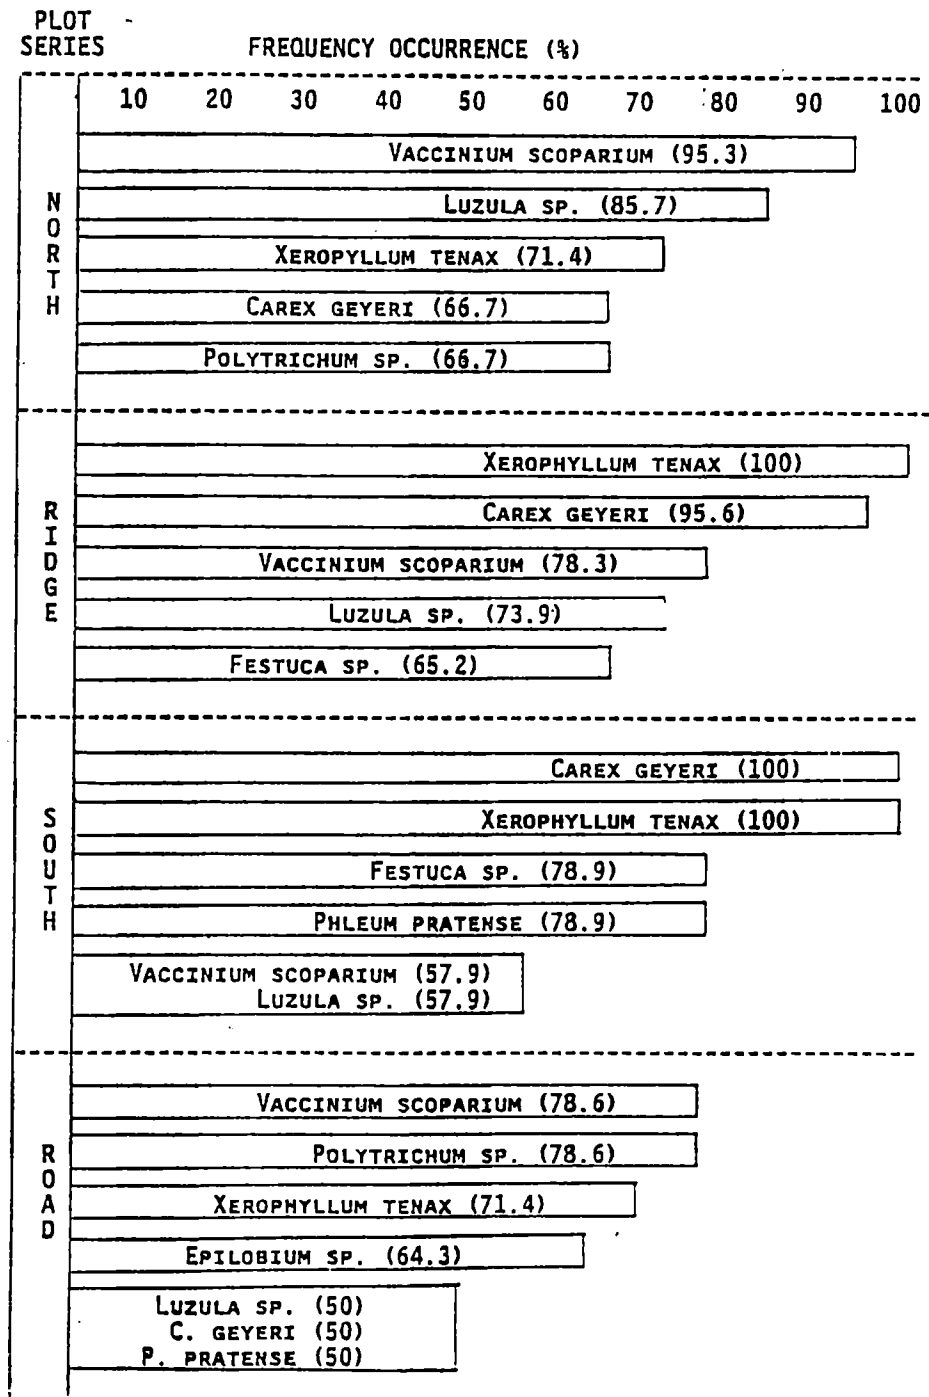 PLOT
SERIES FREQUENCY OCCURRENCE (%)
10 20 30 40 50 60 70 80 90 100
NORTH
VACCINIUM SCOPARIUM (95.3)
LUZULA SP. (85.7)
XEROPYLLUM TENAX (71.4)
CAREX GEYERI (66.7)
POLYTRICHUM SP. (66.7)
RIDGE
XEROPHYLLUM TENAX (100)
CAREX GEYERI (95.6)
VACCINIUM SCOPARIUM (78.3)
LUZULA SP. (73.9)
FESTUCA SP. (65.2)
SOUTH
CAREX GEYERI (100)
XEROPHYLLUM TENAX (100)
FESTUCA SP. (78.9)
PHLEUM PRATENSE (78.9)
VACCINIUM SCOPARIUM (57.9)
LUZULA SP. (57.9)
ROAD
VACCINIUM SCOPARIUM (78.6)
POLYTRICHUM SP. (78.6)
XEROPHYLLUM TENAX (71.4)
EPILOBIUM SP. (64.3)
LUZULA SP. (50)
C. GEYERI (50)
P. PRATENSE (50)